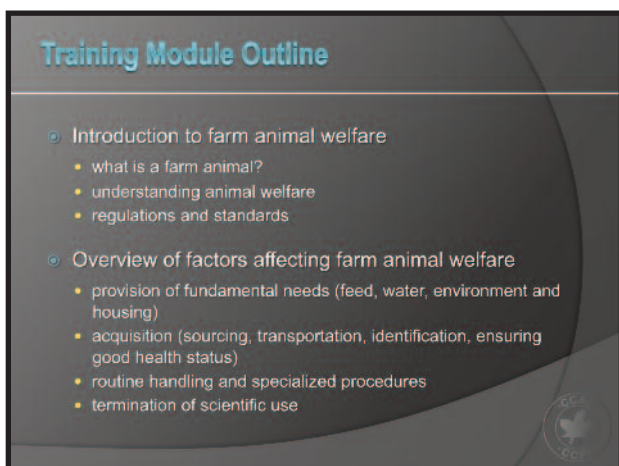 Training Module Outline
Introduction to farm animal welfare
what is a farm animal?
understanding animal welfare
regulations and standards
Overview of factors affecting farm animal welfare
provision of fundamental needs (feed, water, environment and
housing)
acquisition (sourcing, transportation, identification, ensuring
good health status)
routine handling and specialized procedures
termination of scientific use